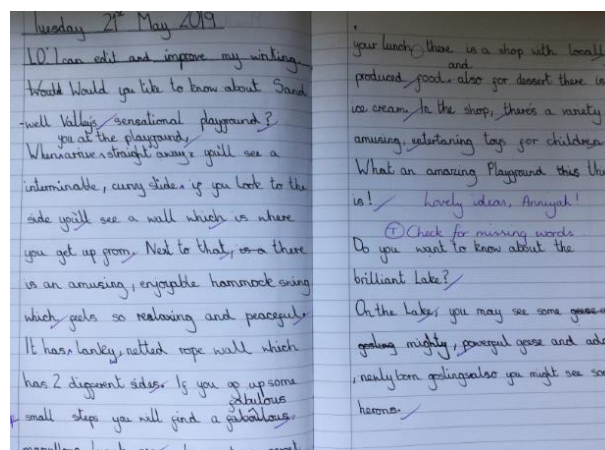 Tuesday 21st May 2019
LO: I can edit and improve my writing.
Would Would you like to know about Sand
-well Valleys sensational playground?
you at the playground,
When arrive straight away you'll see a
interminable, curvy slide. if you look to the
side you'll see a wall which is where
you get up from. Next to that, is a there
is an amusing, enjoyable hammock swing
which feels so relaxing and peaceful.
It has lanky, netted rope wall which
has 2 different sides. If you go up some
fabulous
small steps you will find a
your lunch, there is a shop with locally
and
produced food. also for dessert there is
ice cream. In the shop, there's a variety
amusing, entertaning toys for children
What an amazing Playground this
is! Lovely ideas, Anniyah!
T Check for missing words
Do you want to know about the
brilliant Lake?
On the Lake, you may see some geese
gosling mighty, powerful geese and
, newly born goslings also you might see
herons.